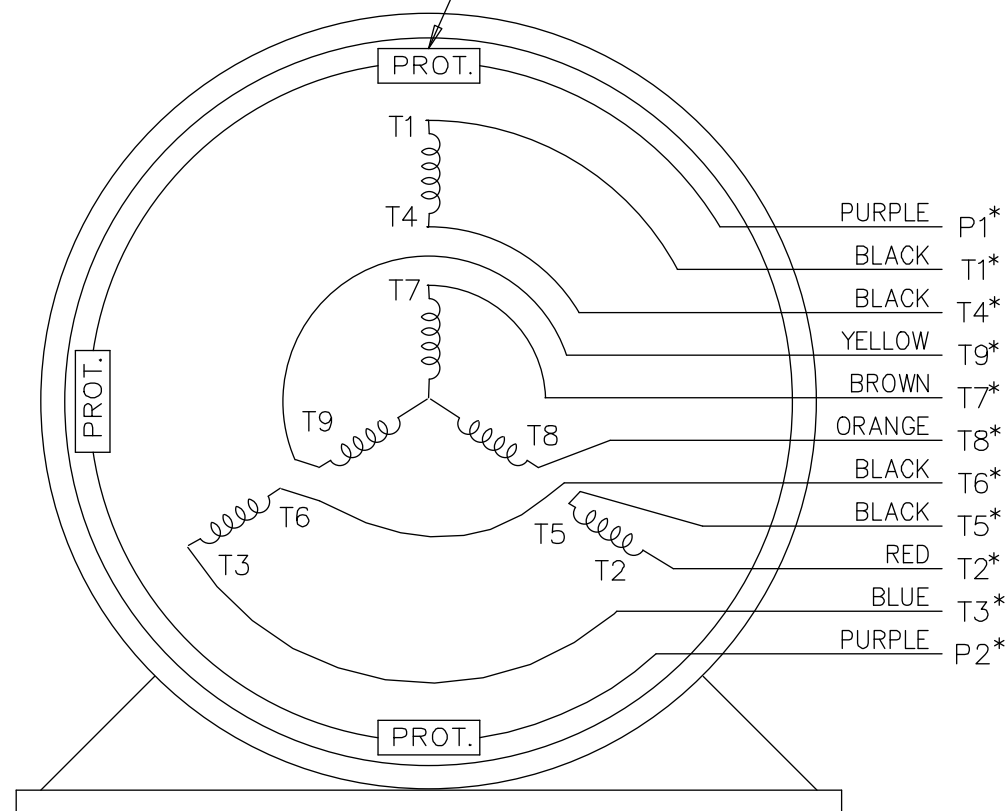 PROT.
T1
T4
T7
PROT.
T9
T8
T6
T5
T3
T2
PROT.
PURPLE P1*
BLACK T1*
BLACK T4*
YELLOW T9*
BROWN T7*
ORANGE T8*
BLACK T6*
BLACK T5*
RED T2*
BLUE T3*
PURPLE P2*